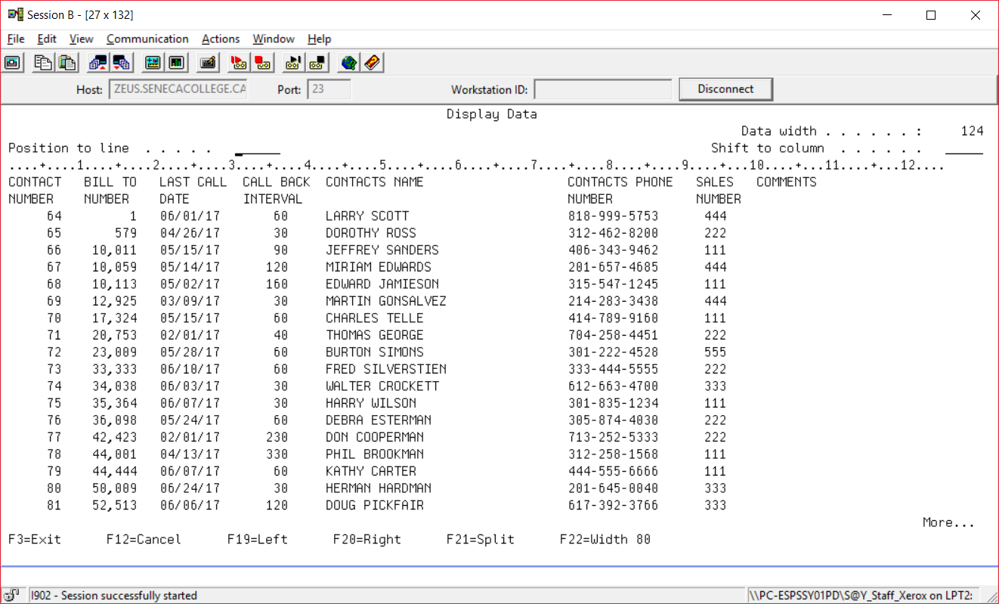 Session B - [27 x 132]
File Edit View Communication Actions Window Help
Host: ZEUS.SENECACOLLEGE.CA Port: 23 Workstation ID: Disconnect
Display Data
Data width . . . . . . : 124
Position to line . . . . . Shift to column . . . . . .
....+....1....+....2....+....3....+....4....+....5....+....6....+....7....+....8....+....9....+...10....+...11....+...12....
CONTACT BILL TO LAST CALL CALL BACK CONTACTS NAME CONTACTS PHONE SALES COMMENTS
NUMBER NUMBER DATE INTERVAL NUMBER NUMBER
64 1 06/01/17 60 LARRY SCOTT 818-999-5753 444
65 579 04/26/17 30 DOROTHY ROSS 312-462-8200 222
66 10,011 05/15/17 90 JEFFREY SANDERS 406-343-9462 111
67 10,059 05/14/17 120 MIRIAM EDWARDS 201-657-4685 444
68 10,113 05/02/17 160 EDWARD JAMIESON 315-547-1245 111
69 12,925 03/09/17 30 MARTIN GONSALVEZ 214-283-3438 444
70 17,324 05/15/17 60 CHARLES TELLE 414-789-9160 111
71 20,753 02/01/17 40 THOMAS GEORGE 704-258-4451 222
72 23,009 05/28/17 60 BURTON SIMONS 301-222-4528 555
73 33,333 06/10/17 60 FRED SILVERSTIEN 333-444-5555 222
74 34,038 06/03/17 30 WALTER CROCKETT 612-663-4700 333
75 35,364 06/07/17 30 HARRY WILSON 301-835-1234 111
76 36,098 05/24/17 60 DEBRA ESTERMAN 305-874-4030 222
77 42,423 02/01/17 230 DON COOPERMAN 713-252-5333 222
78 44,001 04/13/17 330 PHIL BROOKMAN 312-258-1568 111
79 44,444 06/07/17 60 KATHY CARTER 444-555-6666 111
80 50,009 06/24/17 30 HERMAN HARDMAN 201-645-0040 333
81 52,513 06/06/17 120 DOUG PICKFAIR 617-392-3766 333
More...
F3=Exit F12=Cancel F19=Left F20=Right F21=Split F22=Width 80
I902 - Session successfully started \\PC-ESPSSY01PD\S@Y_Staff_Xerox on LPT2: